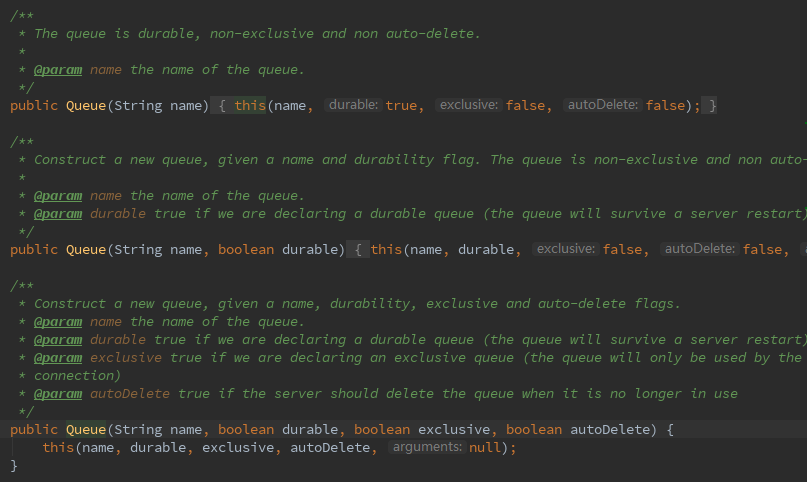 /**
* The queue is durable, non-exclusive and non auto-delete.
*
* @param name the name of the queue.
*/
public Queue(String name) { this(name, durable: true, exclusive: false, autoDelete: false); }
/**
* Construct a new queue, given a name and durability flag. The queue is non-exclusive and non auto-
*
* @param name the name of the queue.
* @param durable true if we are declaring a durable queue (the queue will survive a server restart)
*/
public Queue(String name, boolean durable) { this(name, durable, exclusive: false, autoDelete: false,
/**
* Construct a new queue, given a name, durability, exclusive and auto-delete flags.
* @param name the name of the queue.
* @param durable true if we are declaring a durable queue (the queue will survive a server restart)
* @param exclusive true if we are declaring an exclusive queue (the queue will only be used by the
* connection)
* @param autoDelete true if the server should delete the queue when it is no longer in use
*/
public Queue(String name, boolean durable, boolean exclusive, boolean autoDelete) {
this(name, durable, exclusive, autoDelete, arguments: null);
}